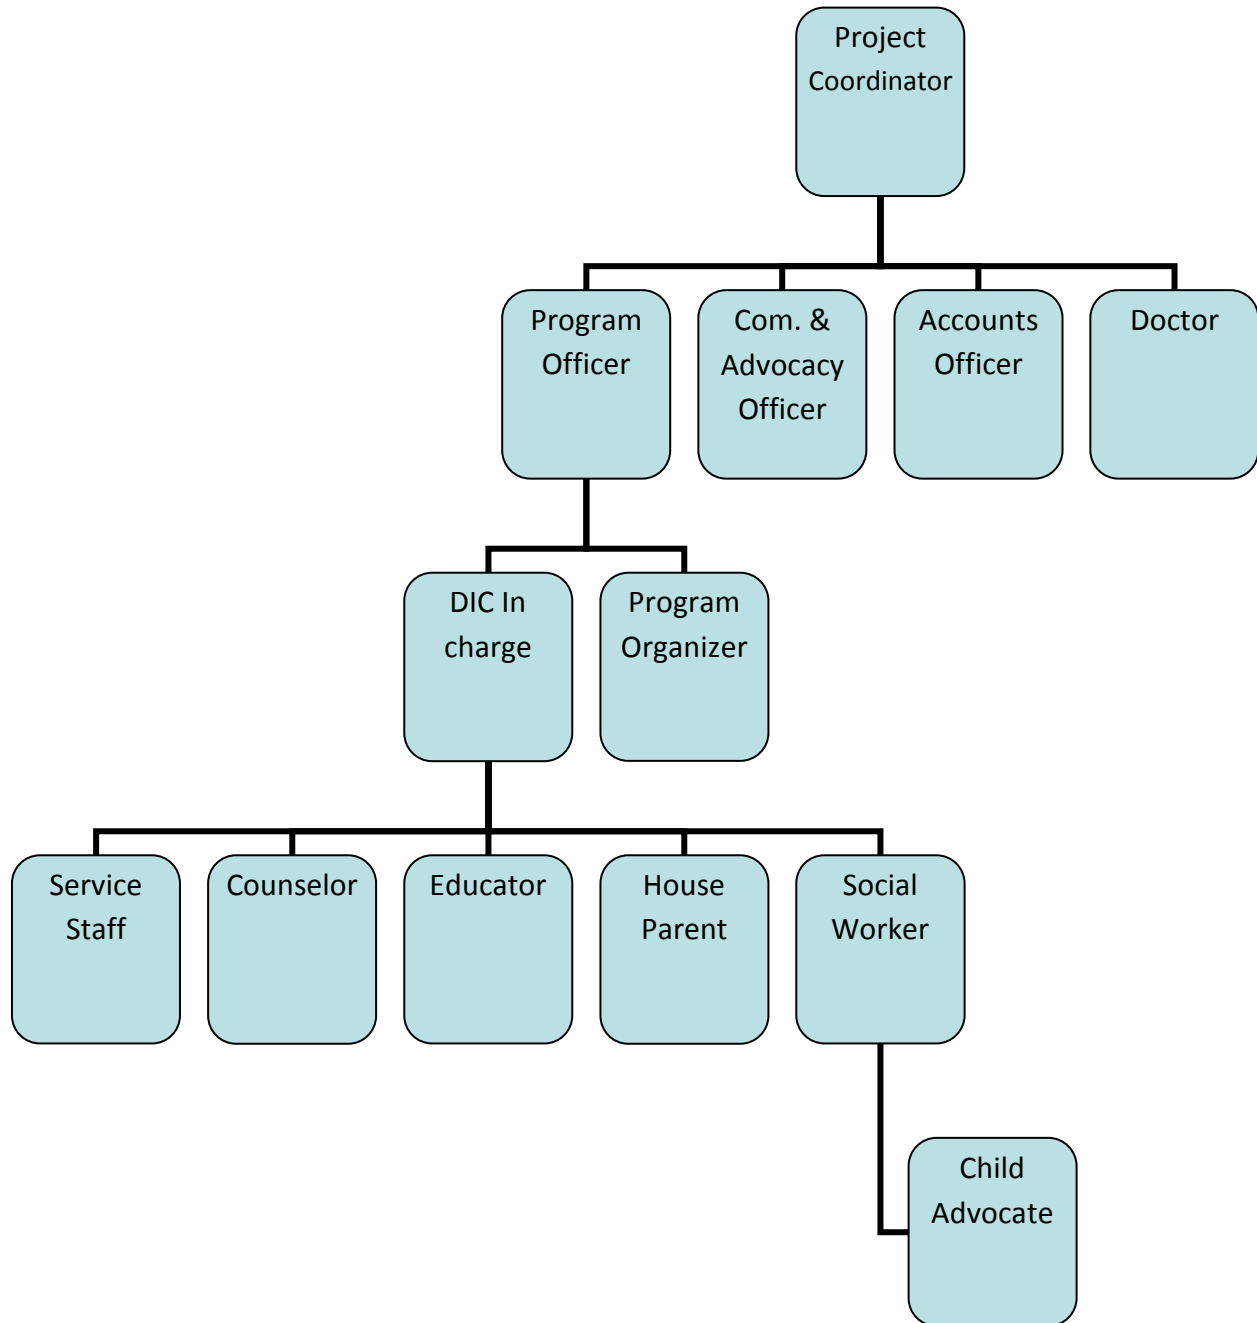 Project
Coordinator
Program
Officer
Com. &
Advocacy
Officer
Accounts
Officer
Doctor
DIC In
charge
Program
Organizer
Service
Staff
Counselor
Educator
House
Parent
Social
Worker
Child
Advocate